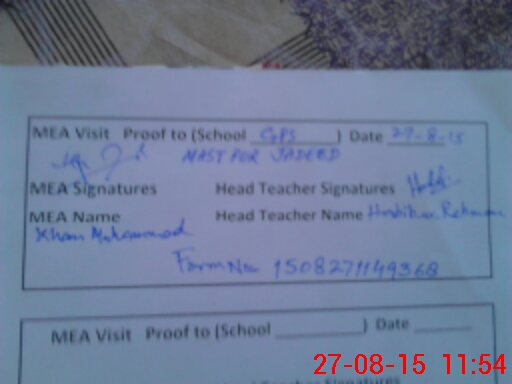 MEA Visit Proof to (School GPS ) Date 27-8-15
MAST POR JADEED
MEA Signatures Head Teacher Signatures
MEA Name Head Teacher Name Rehman
Khan Muhammad
Form No 1508271149368
MEA Visit Proof to (School ) Date
27-08-15 11:54